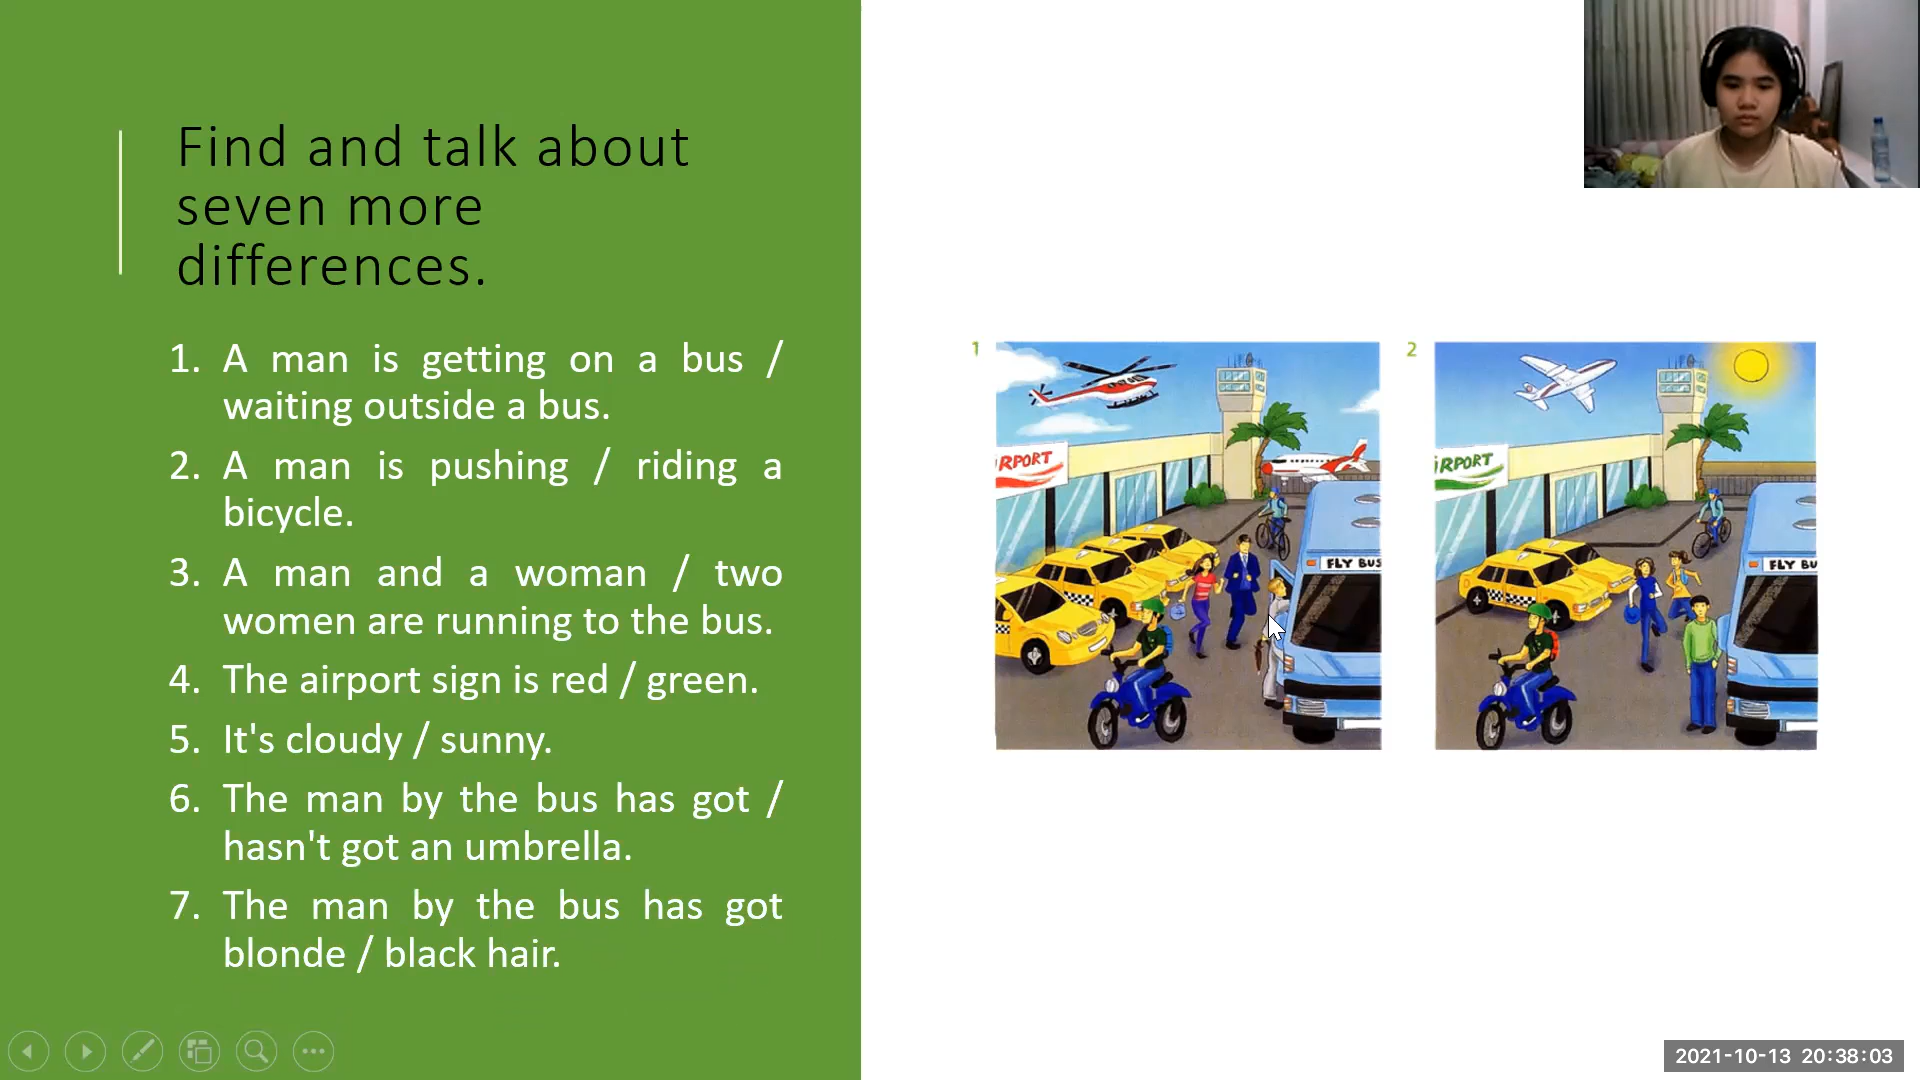 Find and talk about
seven more
differences.
1. A man is getting on a bus /
waiting outside a bus.
2. A man is pushing / riding a
bicycle.
3. A man and a woman / two
women are running to the bus.
4. The airport sign is red / green.
5. It's cloudy / sunny.
6. The man by the bus has got /
hasn't got an umbrella.
7. The man by the bus has got
blonde / black hair.
1
RPORT
FLY BUS
2
IRPORT
FLY BU
2021-10-13 20:38:03